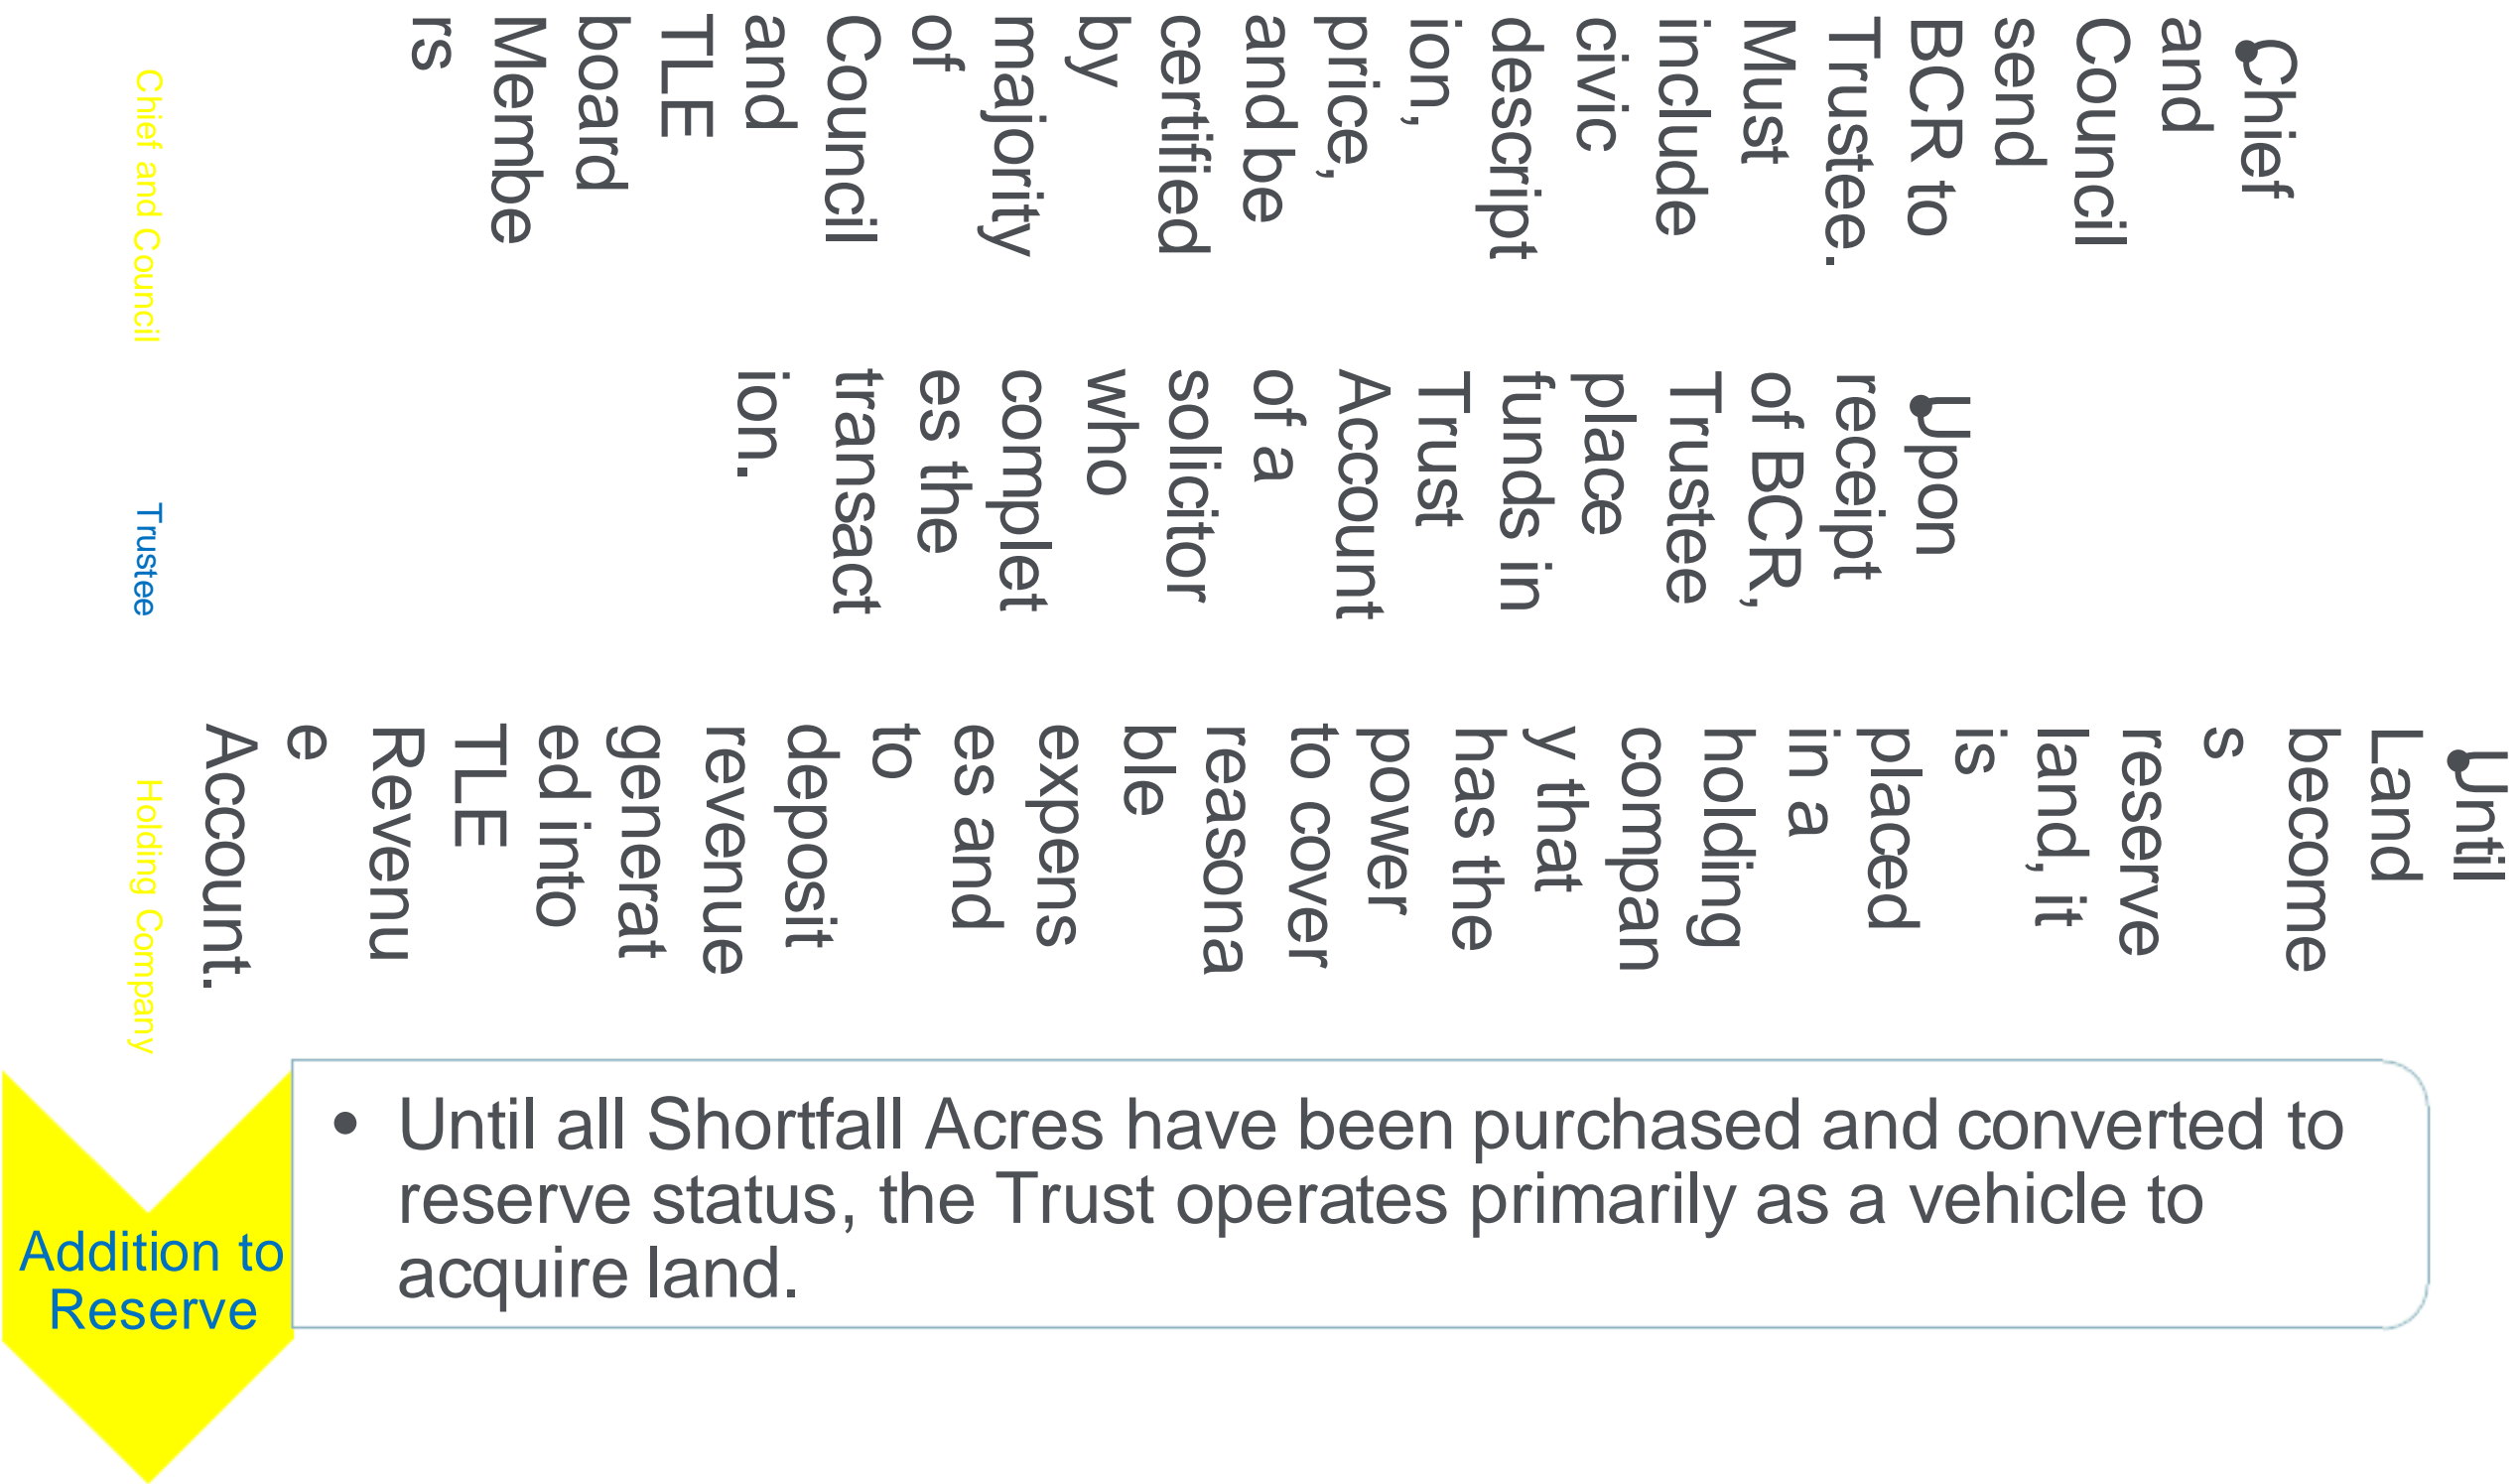 Chief and Council
• Chief
and
Council
send
BCR to
Trustee.
Must
include
civic
descript
ion,
price,
and be
certified
by
majority
of
Council
and
TLE
board
Membe
rs
Trustee
• Upon
receipt
of BCR,
Trustee
place
funds in
Trust
Account
of a
solicitor
who
complet
es the
transact
ion.
Holding Company
• Until
Land
become
s
reserve
land, it
is
placed
in a
holding
compan
y that
has the
power
to cover
reasona
ble
expens
es and
to
deposit
revenue
generat
ed into
TLE
Revenu
e
Account.
Addition to
Reserve
• Until all Shortfall Acres have been purchased and converted to
reserve status, the Trust operates primarily as a vehicle to
acquire land.